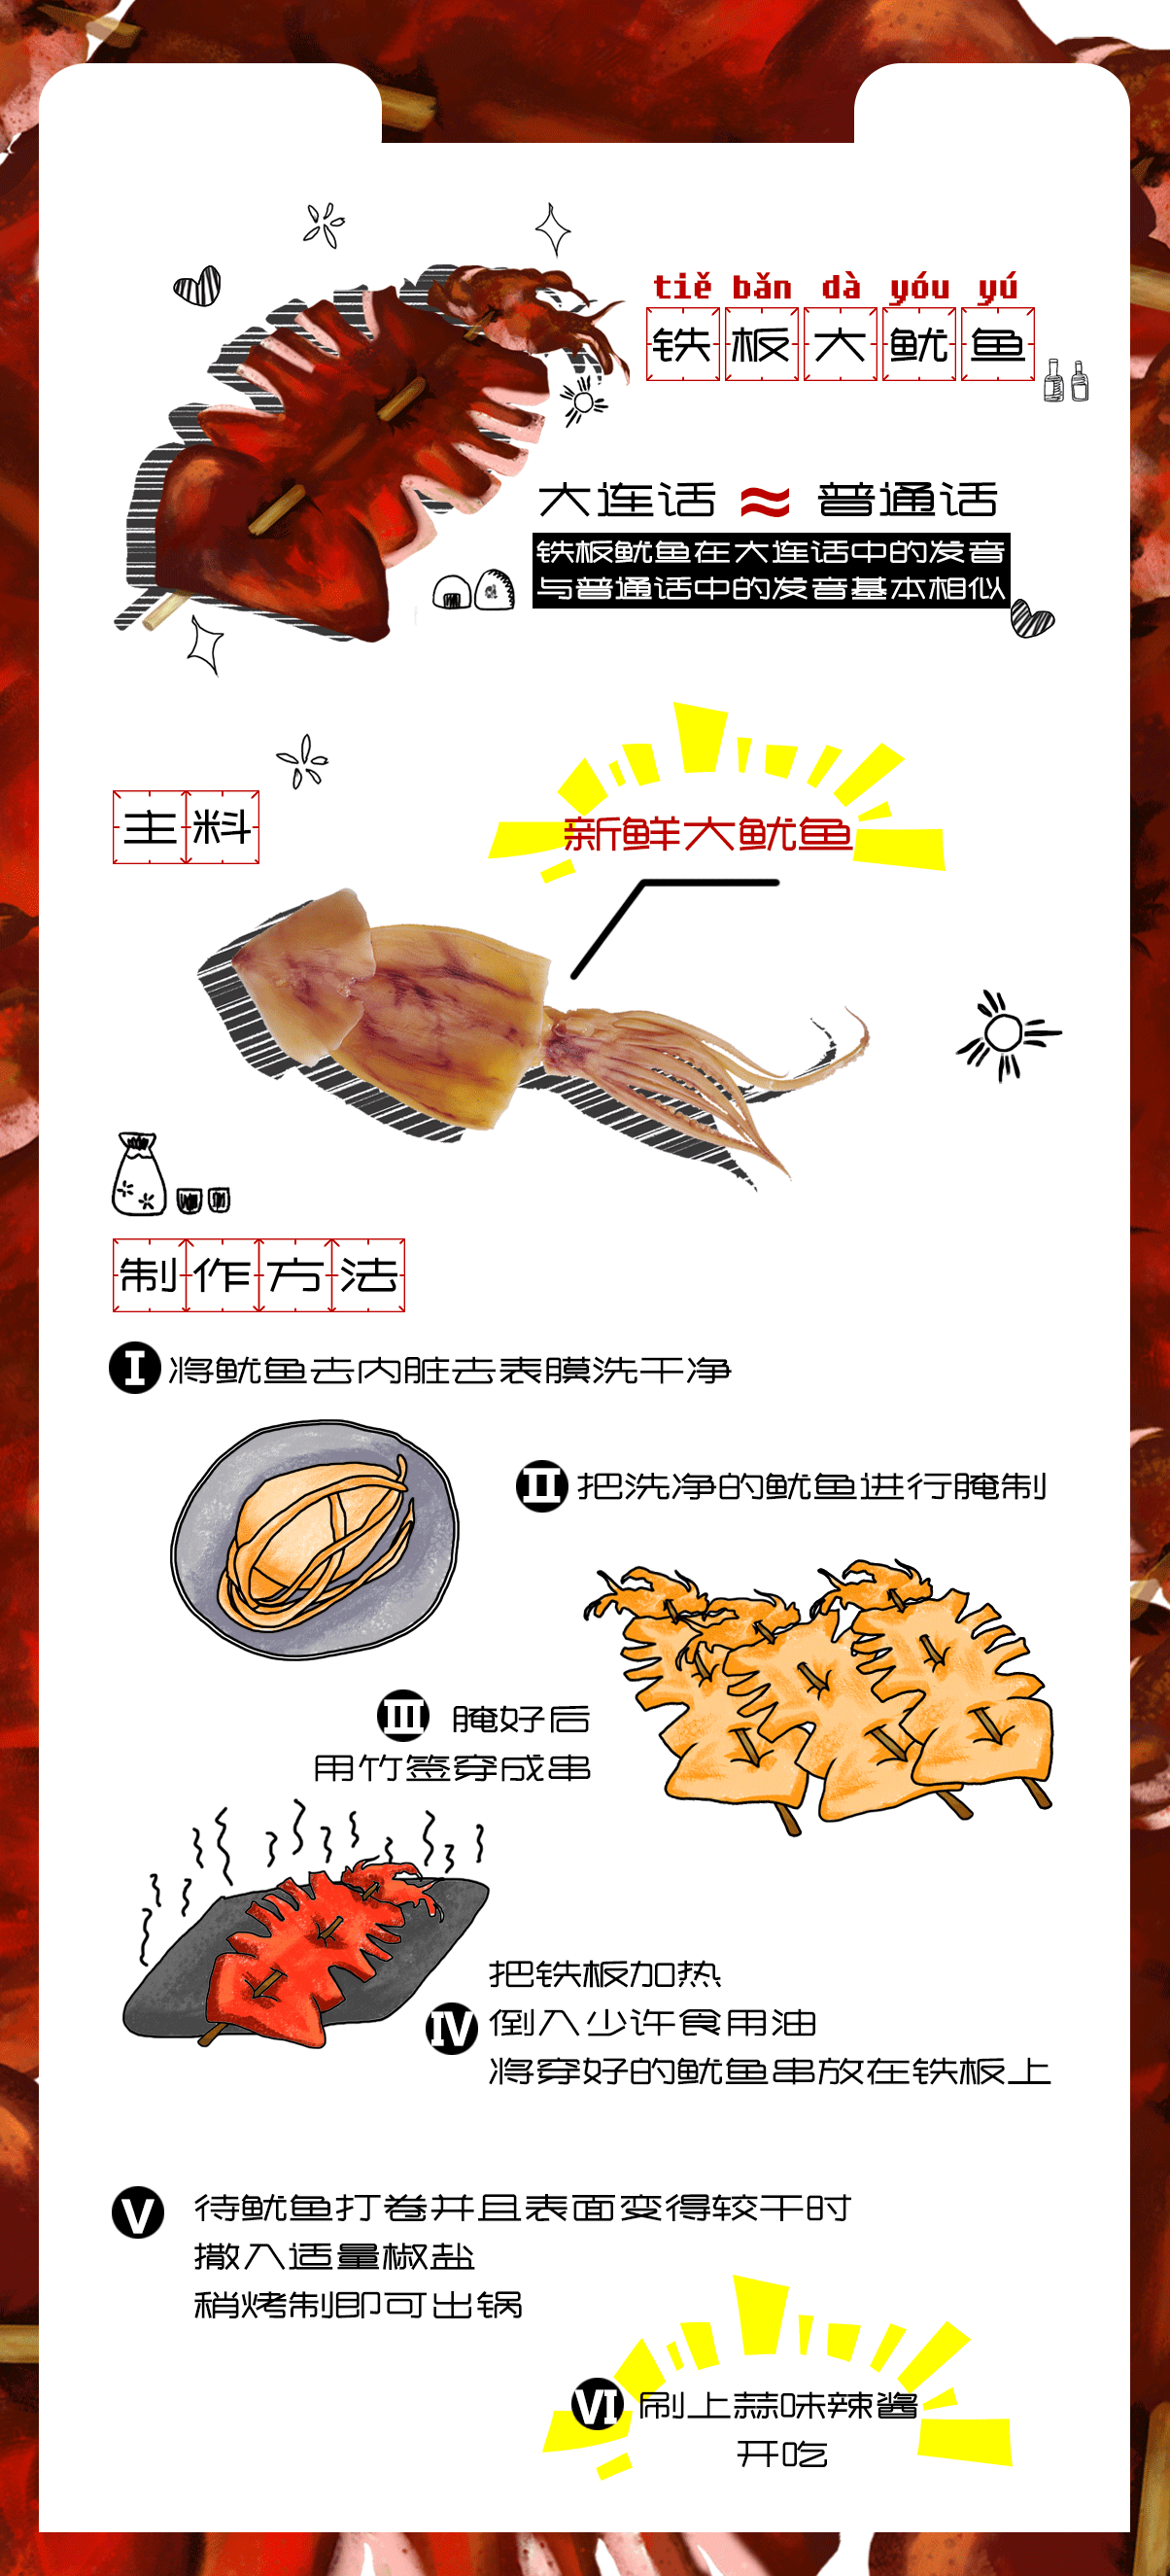 tiě bǎn dà yóu yú
铁板大鱿鱼
大连话 ≈ 普通话
铁板鱿鱼在大连话中的发音
与普通话中的发音基本相似
主料
新鲜大鱿鱼
制作方法
I 将鱿鱼去内脏去表膜洗干净
II 把洗净的鱿鱼进行腌制
III 腌好后
用竹签穿成串
把铁板加热
IV 倒入少许食用油
将穿好的鱿鱼串放在铁板上
V 待鱿鱼打卷并且表面变得较干时
撒入适量椒盐
稍烤制即可出锅
VI 刷上蒜味辣酱
开吃